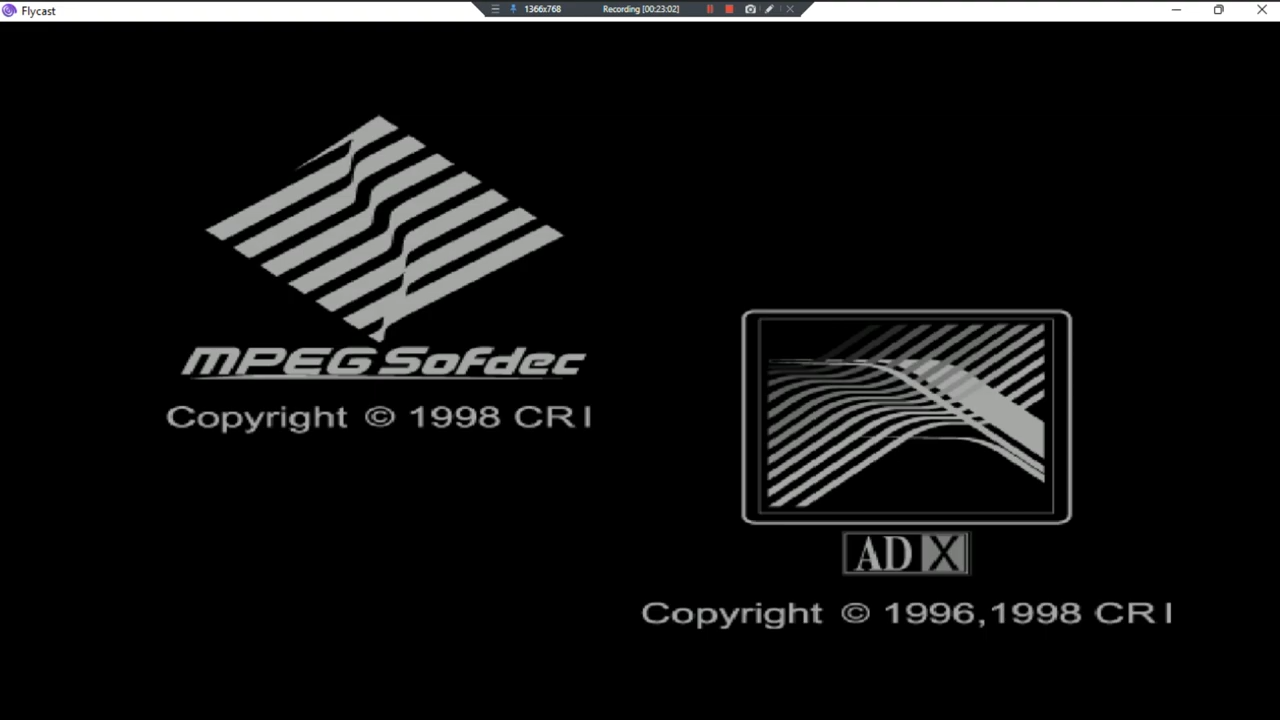 Flycast
1366x768
Recording [00:23:02]
MPEG Sofdec
Copyright © 1998 CRI
ADX
Copyright © 1996,1998 CRI